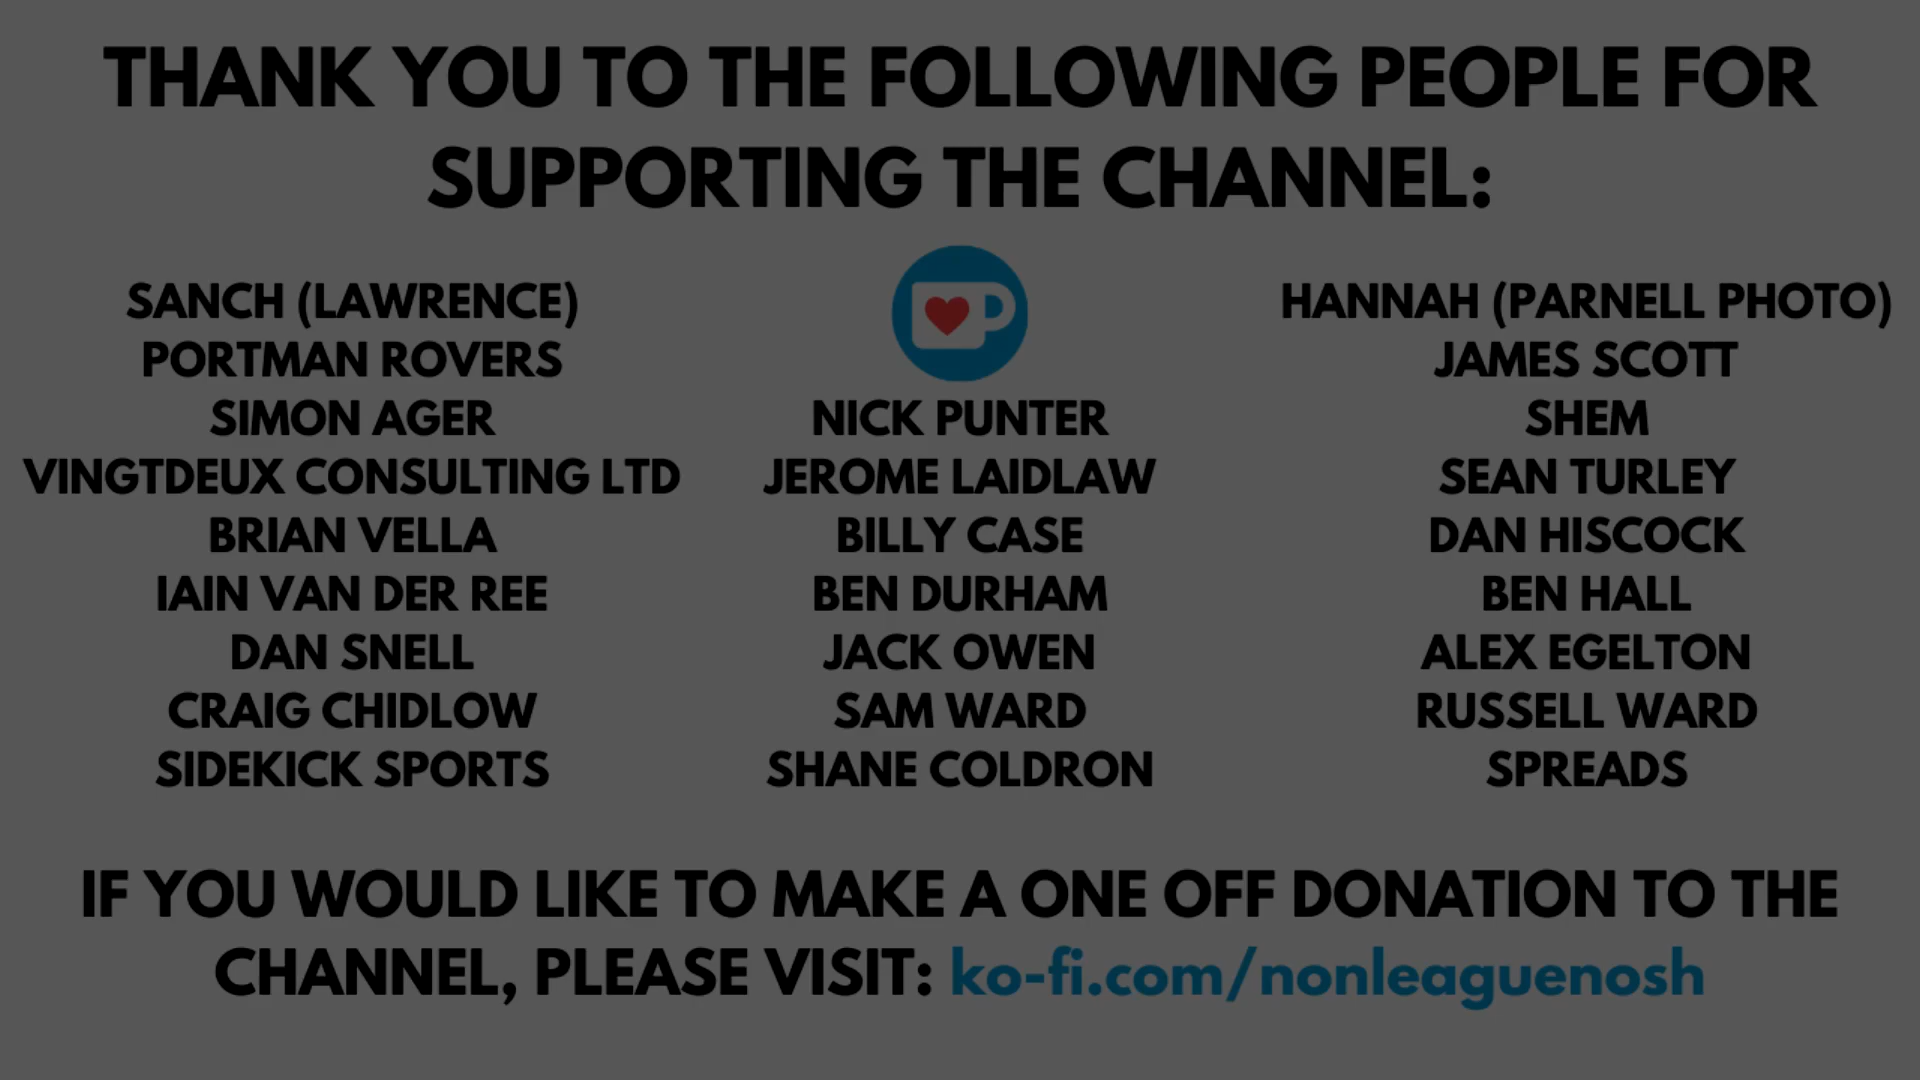 THANK YOU TO THE FOLLOWING PEOPLE FOR
SUPPORTING THE CHANNEL:
SANCH (LAWRENCE)
PORTMAN ROVERS
SIMON AGER
VINGTDEUX CONSULTING LTD
BRIAN VELLA
IAIN VAN DER REE
DAN SNELL
CRAIG CHIDLOW
SIDEKICK SPORTS
NICK PUNTER
JEROME LAIDLAW
BILLY CASE
BEN DURHAM
JACK OWEN
SAM WARD
SHANE COLDRON
HANNAH (PARNELL PHOTO)
JAMES SCOTT
SHEM
SEAN TURLEY
DAN HISCOCK
BEN HALL
ALEX EGELTON
RUSSELL WARD
SPREADS
IF YOU WOULD LIKE TO MAKE A ONE OFF DONATION TO THE
CHANNEL, PLEASE VISIT: ko-fi.com/nonleaguenosh